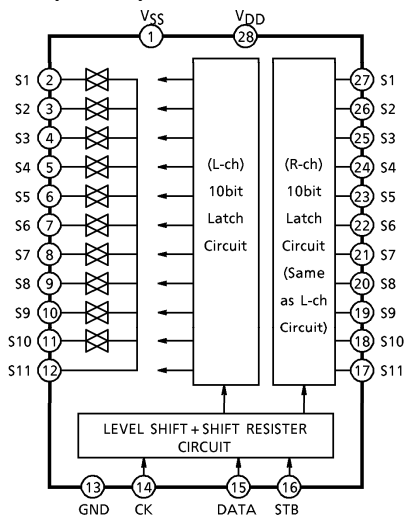 VSS VDD
1 28
S1 2 27 S1
S2 3 26 S2
S3 4 25 S3
S4 5 24 S4
S5 6 23 S5
S6 7 22 S6
S7 8 21 S7
S8 9 20 S8
S9 10 19 S9
S10 11 18 S10
S11 12 17 S11
(L-ch)
10bit
Latch
Circuit
(R-ch)
10bit
Latch
Circuit
(Same
as L-ch
Circuit)
LEVEL SHIFT + SHIFT RESISTER
CIRCUIT
13 14 15 16
GND CK DATA STB